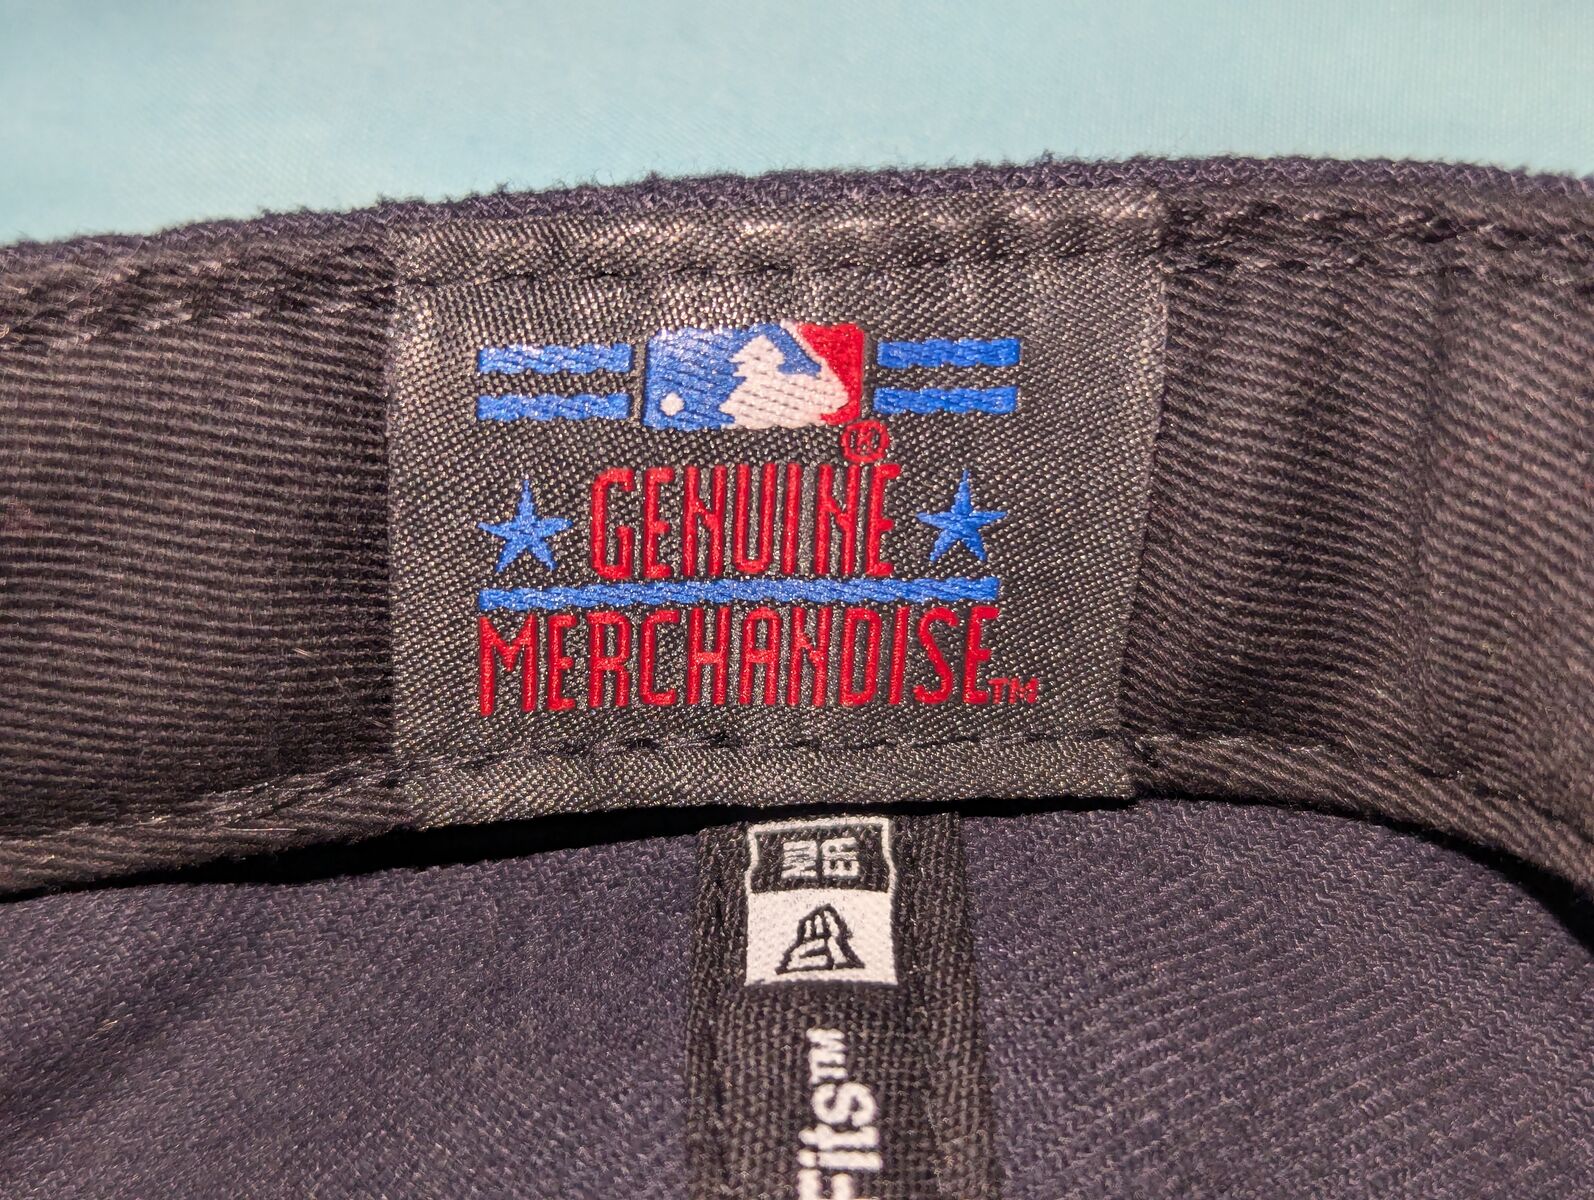 ®
GENUINE
MERCHANDISE™
NEW
ERA
Fits™